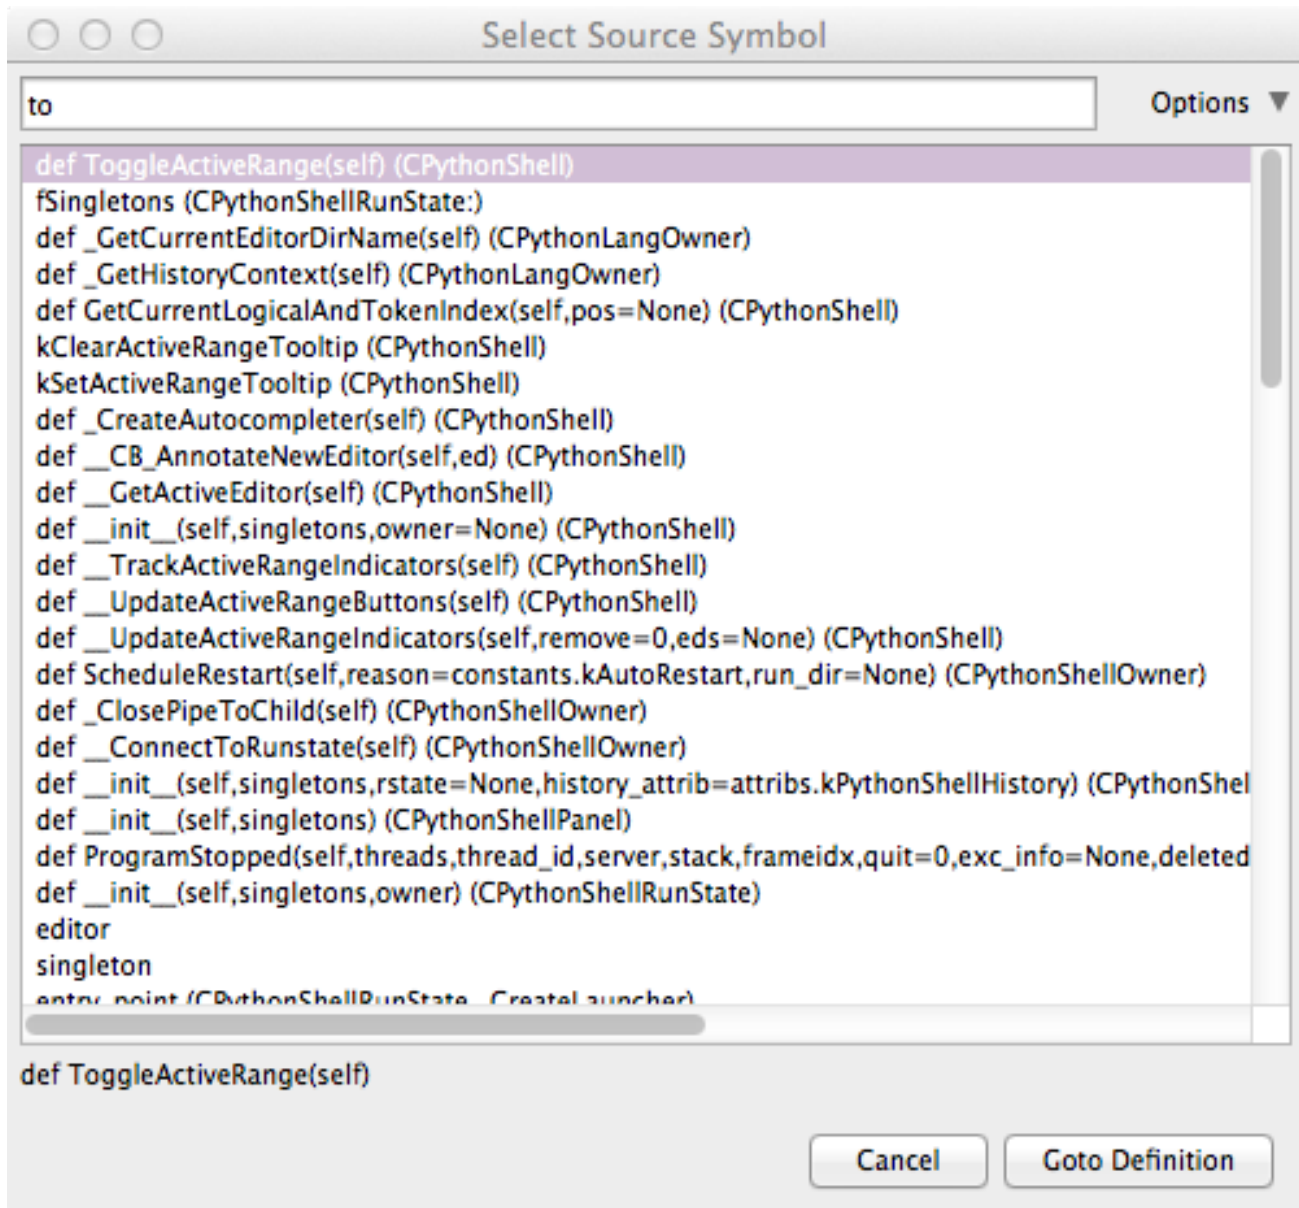 Select Source Symbol
to
Options
def ToggleActiveRange(self) (CPythonShell)
fSingletons (CPythonShellRunState:)
def _GetCurrentEditorDirName(self) (CPythonLangOwner)
def _GetHistoryContext(self) (CPythonLangOwner)
def GetCurrentLogicalAndTokenIndex(self,pos=None) (CPythonShell)
kClearActiveRangeTooltip (CPythonShell)
kSetActiveRangeTooltip (CPythonShell)
def _CreateAutocompleter(self) (CPythonShell)
def __CB_AnnotateNewEditor(self,ed) (CPythonShell)
def __GetActiveEditor(self) (CPythonShell)
def __init__(self,singletons,owner=None) (CPythonShell)
def __TrackActiveRangeIndicators(self) (CPythonShell)
def __UpdateActiveRangeButtons(self) (CPythonShell)
def __UpdateActiveRangeIndicators(self,remove=0,eds=None) (CPythonShell)
def ScheduleRestart(self,reason=constants.kAutoRestart,run_dir=None) (CPythonShellOwner)
def _ClosePipeToChild(self) (CPythonShellOwner)
def __ConnectToRunstate(self) (CPythonShellOwner)
def __init__(self,singletons,rstate=None,history_attrib=attribs.kPythonShellHistory) (CPythonShel
def __init__(self,singletons) (CPythonShellPanel)
def ProgramStopped(self,threads,thread_id,server,stack,frameidx,quit=0,exc_info=None,deleted
def __init__(self,singletons,owner) (CPythonShellRunState)
editor
singleton
entry_point (CPythonShellRunState._CreateLauncher)
def ToggleActiveRange(self)
Cancel
Goto Definition